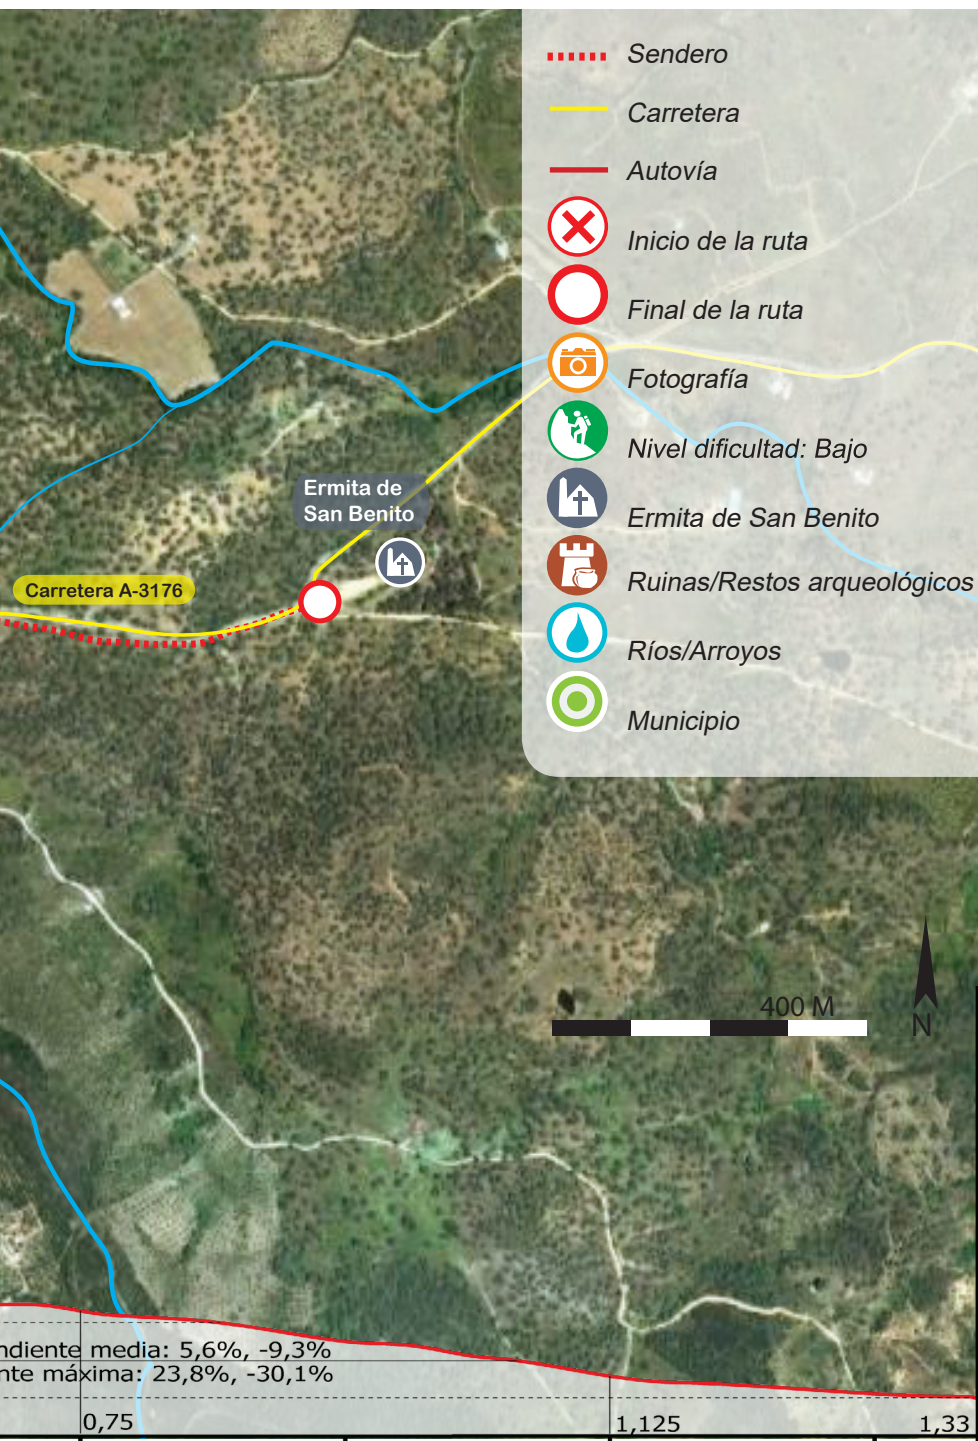 Sendero
Carretera
Autovía
Inicio de la ruta
Final de la ruta
Fotografía
Nivel dificultad: Bajo
Ermita de San Benito
Ruinas/Restos arqueológicos
Ríos/Arroyos
Municipio
Ermita de
San Benito
Carretera A-3176
400 M
N
ndiente media: 5,6%, -9,3%
nte máxima: 23,8%, -30,1%
0,75
1,125
1,33